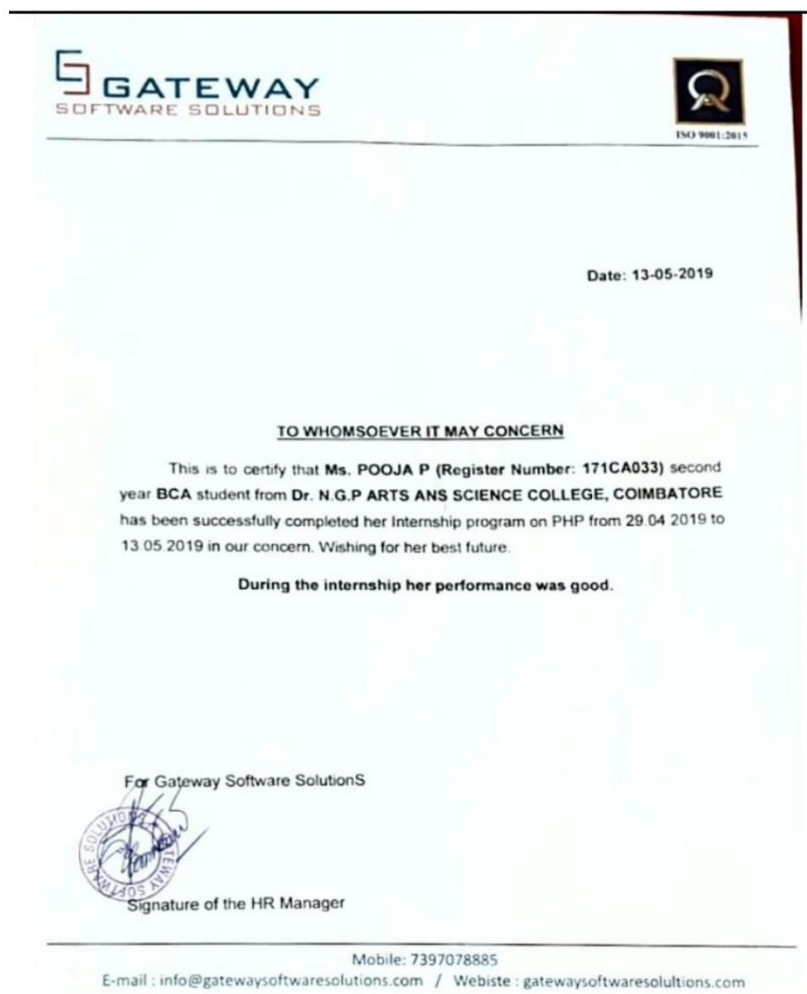 GATEWAY
SOFTWARE SOLUTIONS
ISO 9001:2015
Date: 13-05-2019
TO WHOMSOEVER IT MAY CONCERN
This is to certify that Ms. POOJA P (Register Number: 171CA033) second
year BCA student from Dr. N.G.P ARTS ANS SCIENCE COLLEGE, COIMBATORE
has been successfully completed her Internship program on PHP from 29.04.2019 to
13.05.2019 in our concern. Wishing for her best future.
During the internship her performance was good.
For Gateway Software SolutionS
GATEWAY SOFTWARE SOLUTIONS
Signature of the HR Manager
Mobile: 7397078885
E-mail : info@gatewaysoftwaresolutions.com / Webiste : gatewaysoftwaresolultions.com